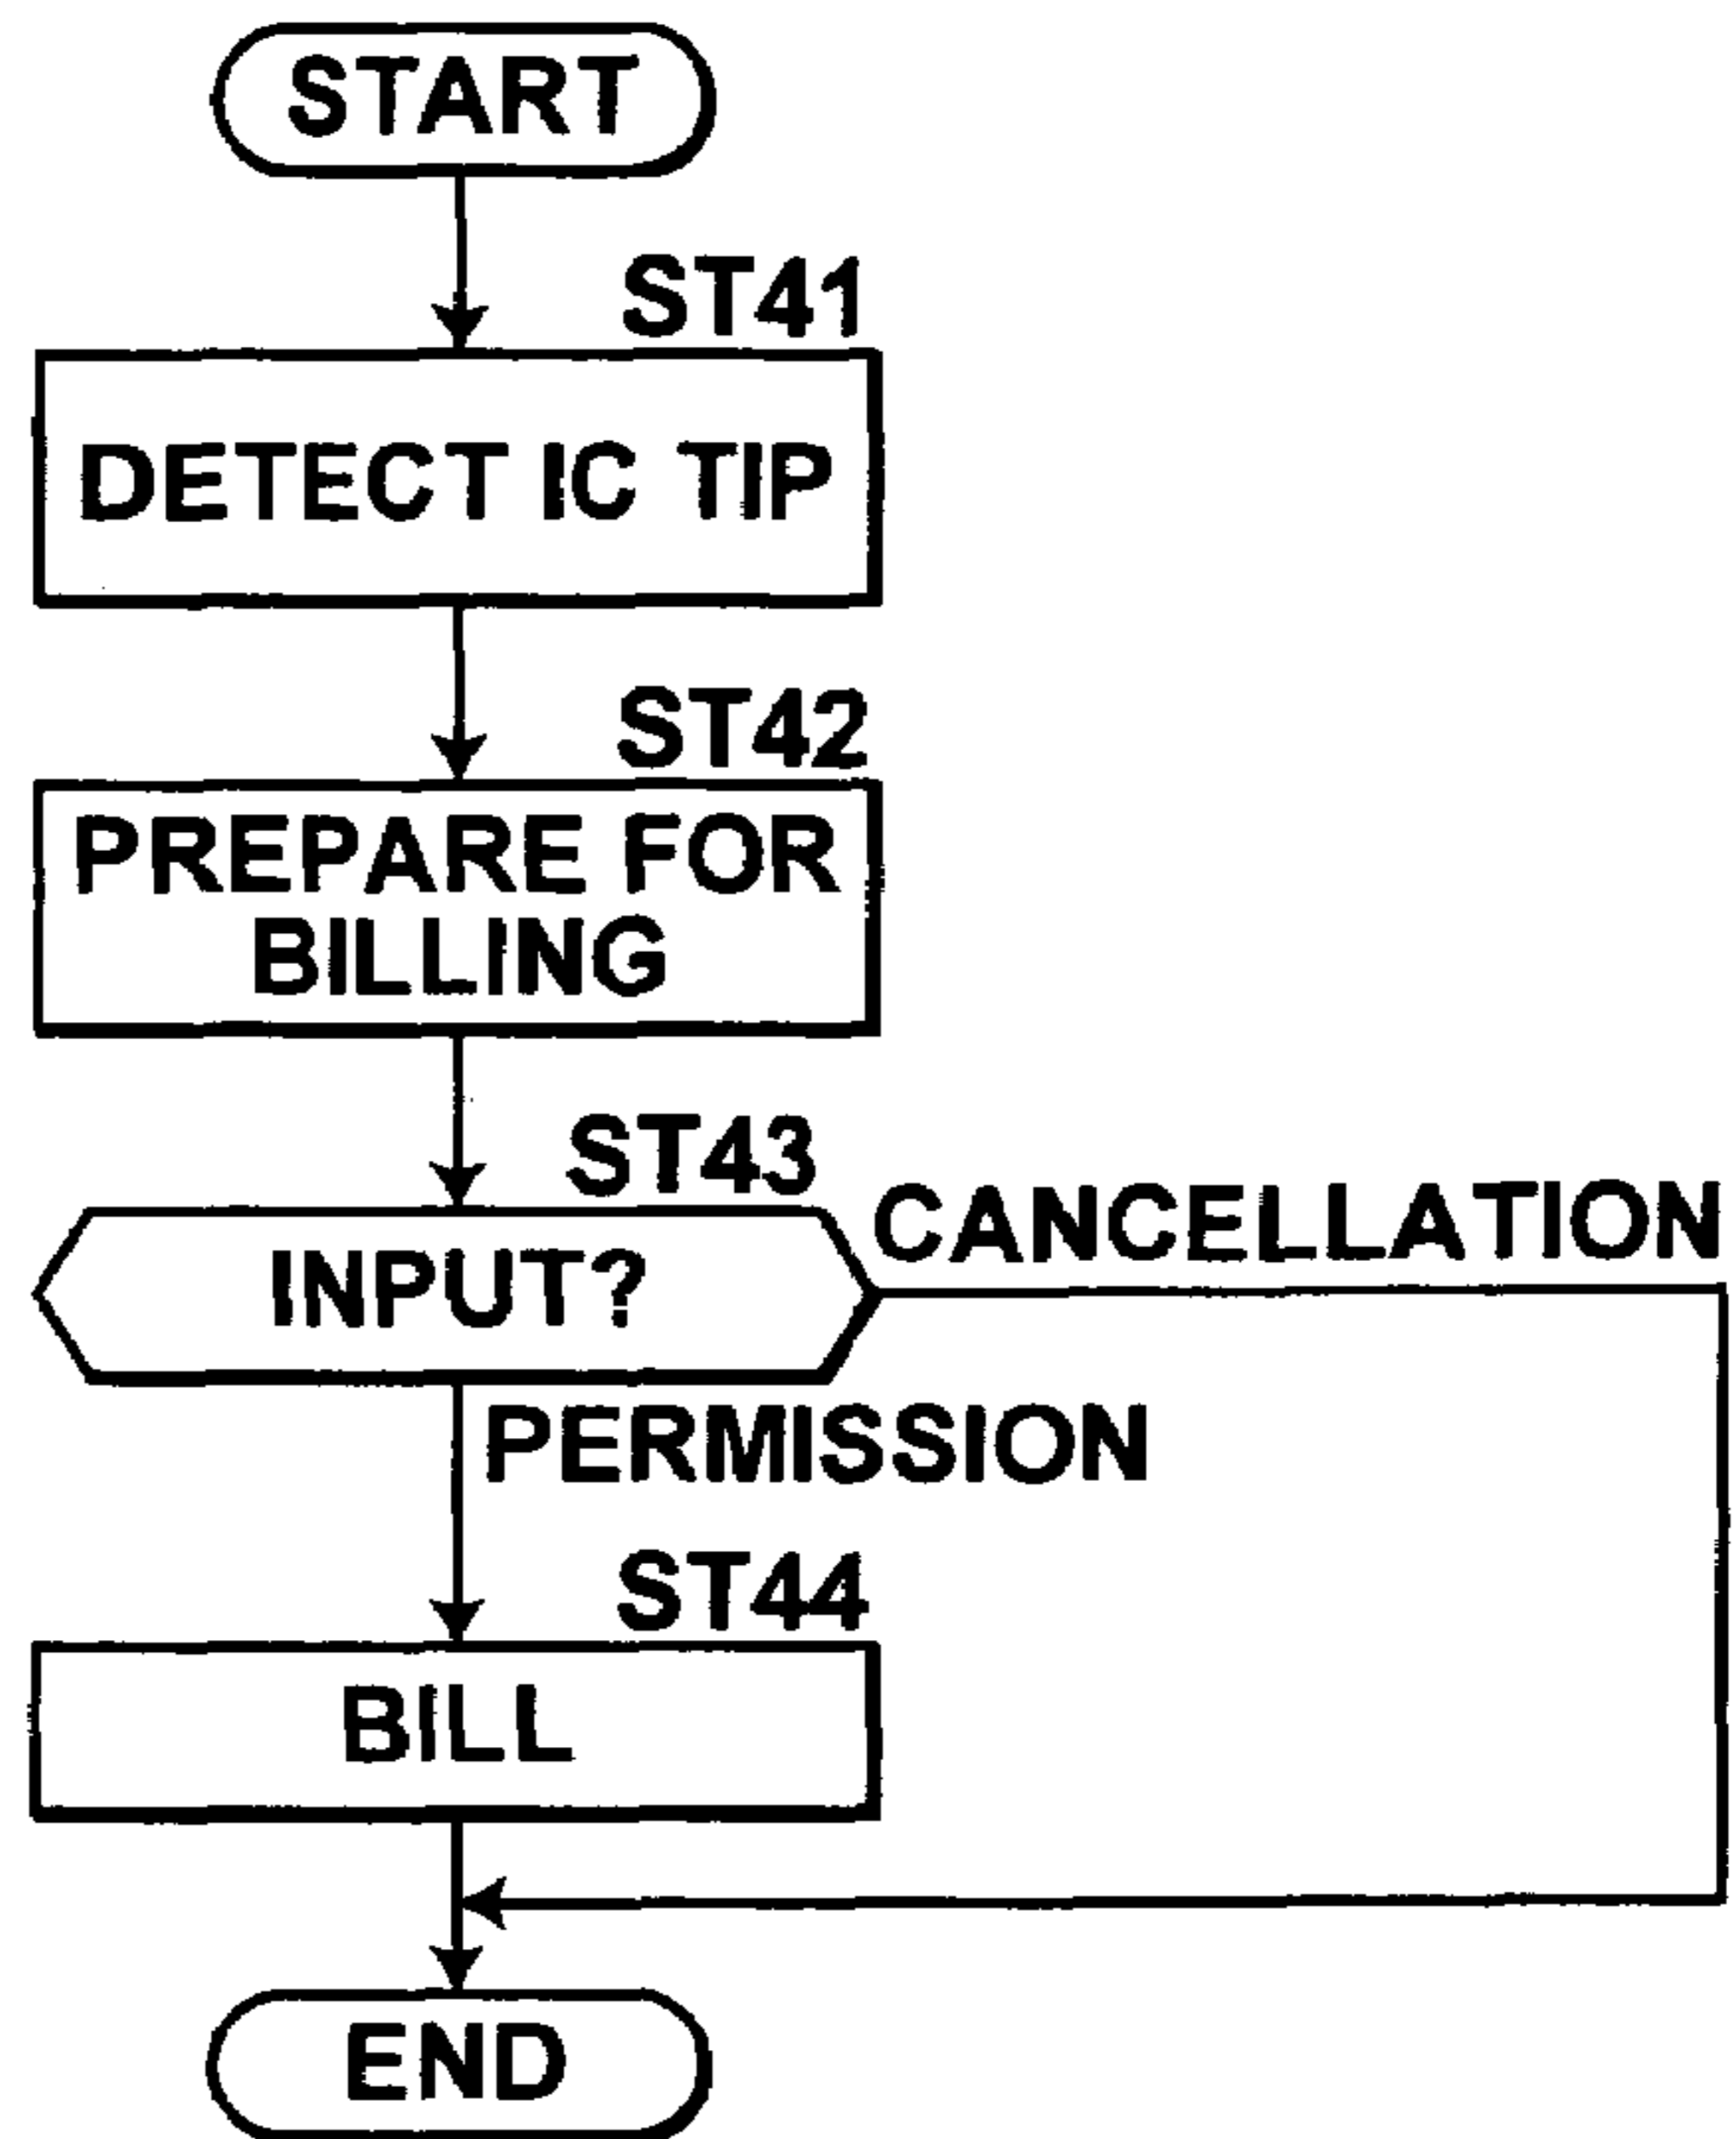 START
ST41
DETECT IC TIP
ST42
PREPARE FOR
BILLING
ST43
CANCELLATION
INPUT?
PERMISSION
ST44
BILL
END